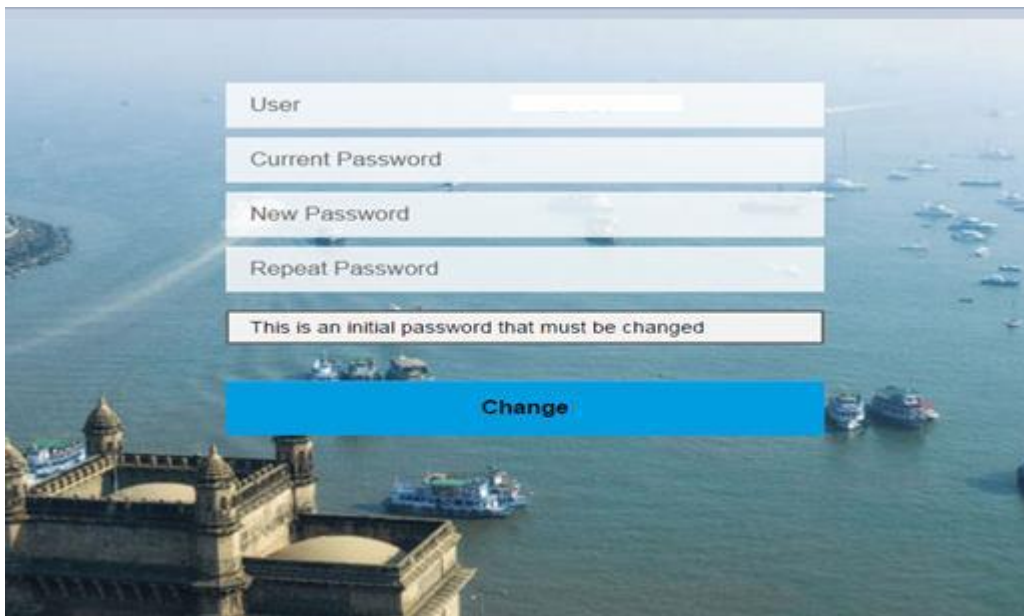 User
Current Password
New Password
Repeat Password
This is an initial password that must be changed
Change